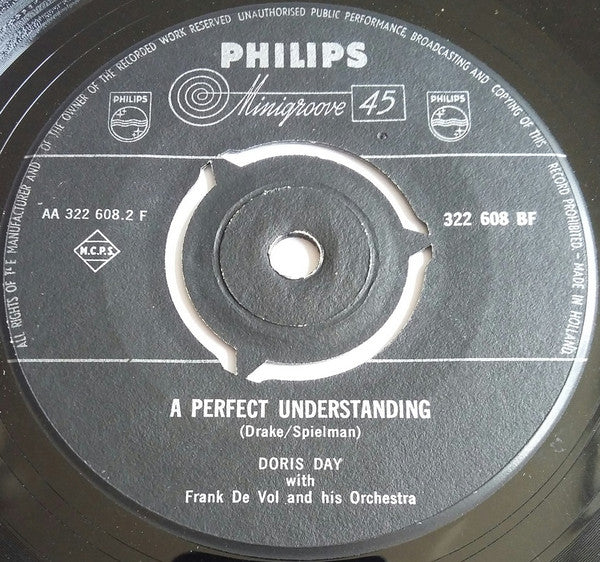 ALL RIGHTS OF THE MANUFACTURER AND OF THE OWNER OF THE RECORDED WORK RESERVED UNAUTHORISED PUBLIC PERFORMANCE, BROADCASTING AND COPYING OF THIS RECORD PROHIBITED. - MADE IN HOLLAND.
PHILIPS
Minigroove 45
PHILIPS
PHILIPS
AA 322 608.2 F
322 608 BF
M.C.P.S.
A PERFECT UNDERSTANDING
(Drake/Spielman)
DORIS DAY
with
Frank De Vol and his Orchestra